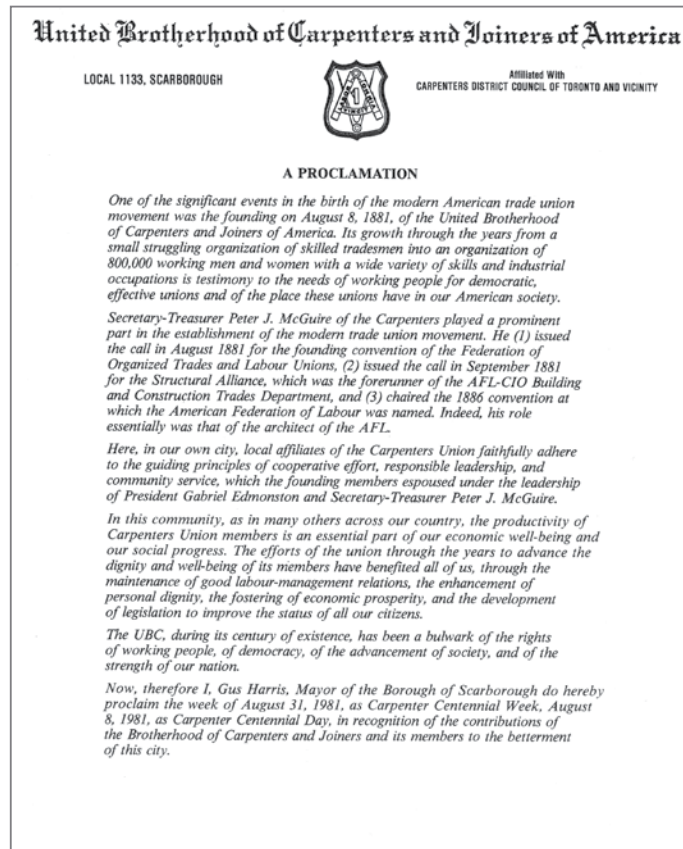 United Brotherhood of Carpenters and Joiners of America
LOCAL 1133, SCARBOROUGH
Affiliated With
CARPENTERS DISTRICT COUNCIL OF TORONTO AND VICINITY
A PROCLAMATION
One of the significant events in the birth of the modern American trade union
movement was the founding on August 8, 1881, of the United Brotherhood
of Carpenters and Joiners of America. Its growth through the years from a
small struggling organization of skilled tradesmen into an organization of
800,000 working men and women with a wide variety of skills and industrial
occupations is testimony to the needs of working people for democratic,
effective unions and of the place these unions have in our American society.
Secretary-Treasurer Peter J. McGuire of the Carpenters played a prominent
part in the establishment of the modern trade union movement. He (1) issued
the call in August 1881 for the founding convention of the Federation of
Organized Trades and Labour Unions, (2) issued the call in September 1881
for the Structural Alliance, which was the forerunner of the AFL-CIO Building
and Construction Trades Department, and (3) chaired the 1886 convention at
which the American Federation of Labour was named. Indeed, his role
essentially was that of the architect of the AFL.
Here, in our own city, local affiliates of the Carpenters Union faithfully adhere
to the guiding principles of cooperative effort, responsible leadership, and
community service, which the founding members espoused under the leadership
of President Gabriel Edmonston and Secretary-Treasurer Peter J. McGuire.
In this community, as in many others across our country, the productivity of
Carpenters Union members is an essential part of our economic well-being and
our social progress. The efforts of the union through the years to advance the
dignity and well-being of its members have benefited all of us, through the
maintenance of good labour-management relations, the enhancement of
personal dignity, the fostering of economic prosperity, and the development
of legislation to improve the status of all our citizens.
The UBC, during its century of existence, has been a bulwark of the rights
of working people, of democracy, of the advancement of society, and of the
strength of our nation.
Now, therefore I, Gus Harris, Mayor of the Borough of Scarborough do hereby
proclaim the week of August 31, 1981, as Carpenter Centennial Week, August
8, 1981, as Carpenter Centennial Day, in recognition of the contributions of
the Brotherhood of Carpenters and Joiners and its members to the betterment
of this city.